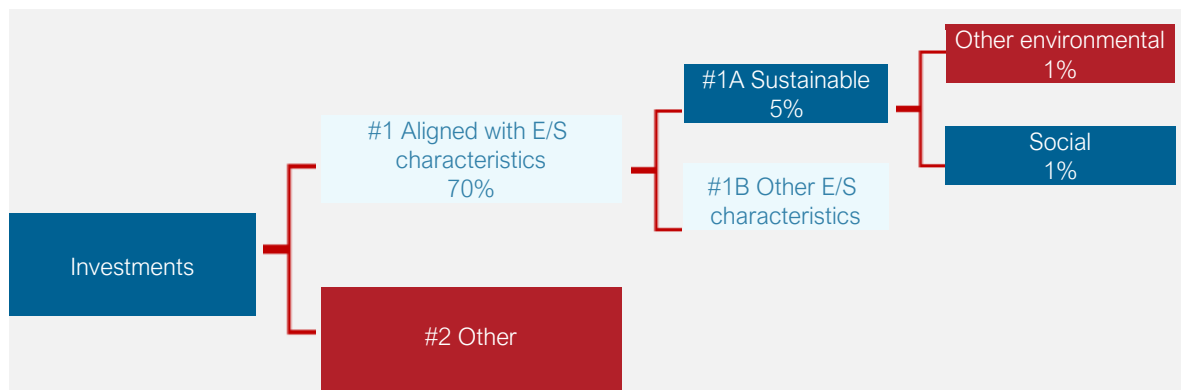 Investments
#1 Aligned with E/S
characteristics
70%
#2 Other
#1A Sustainable
5%
#1B Other E/S
characteristics
Other environmental
1%
Social
1%